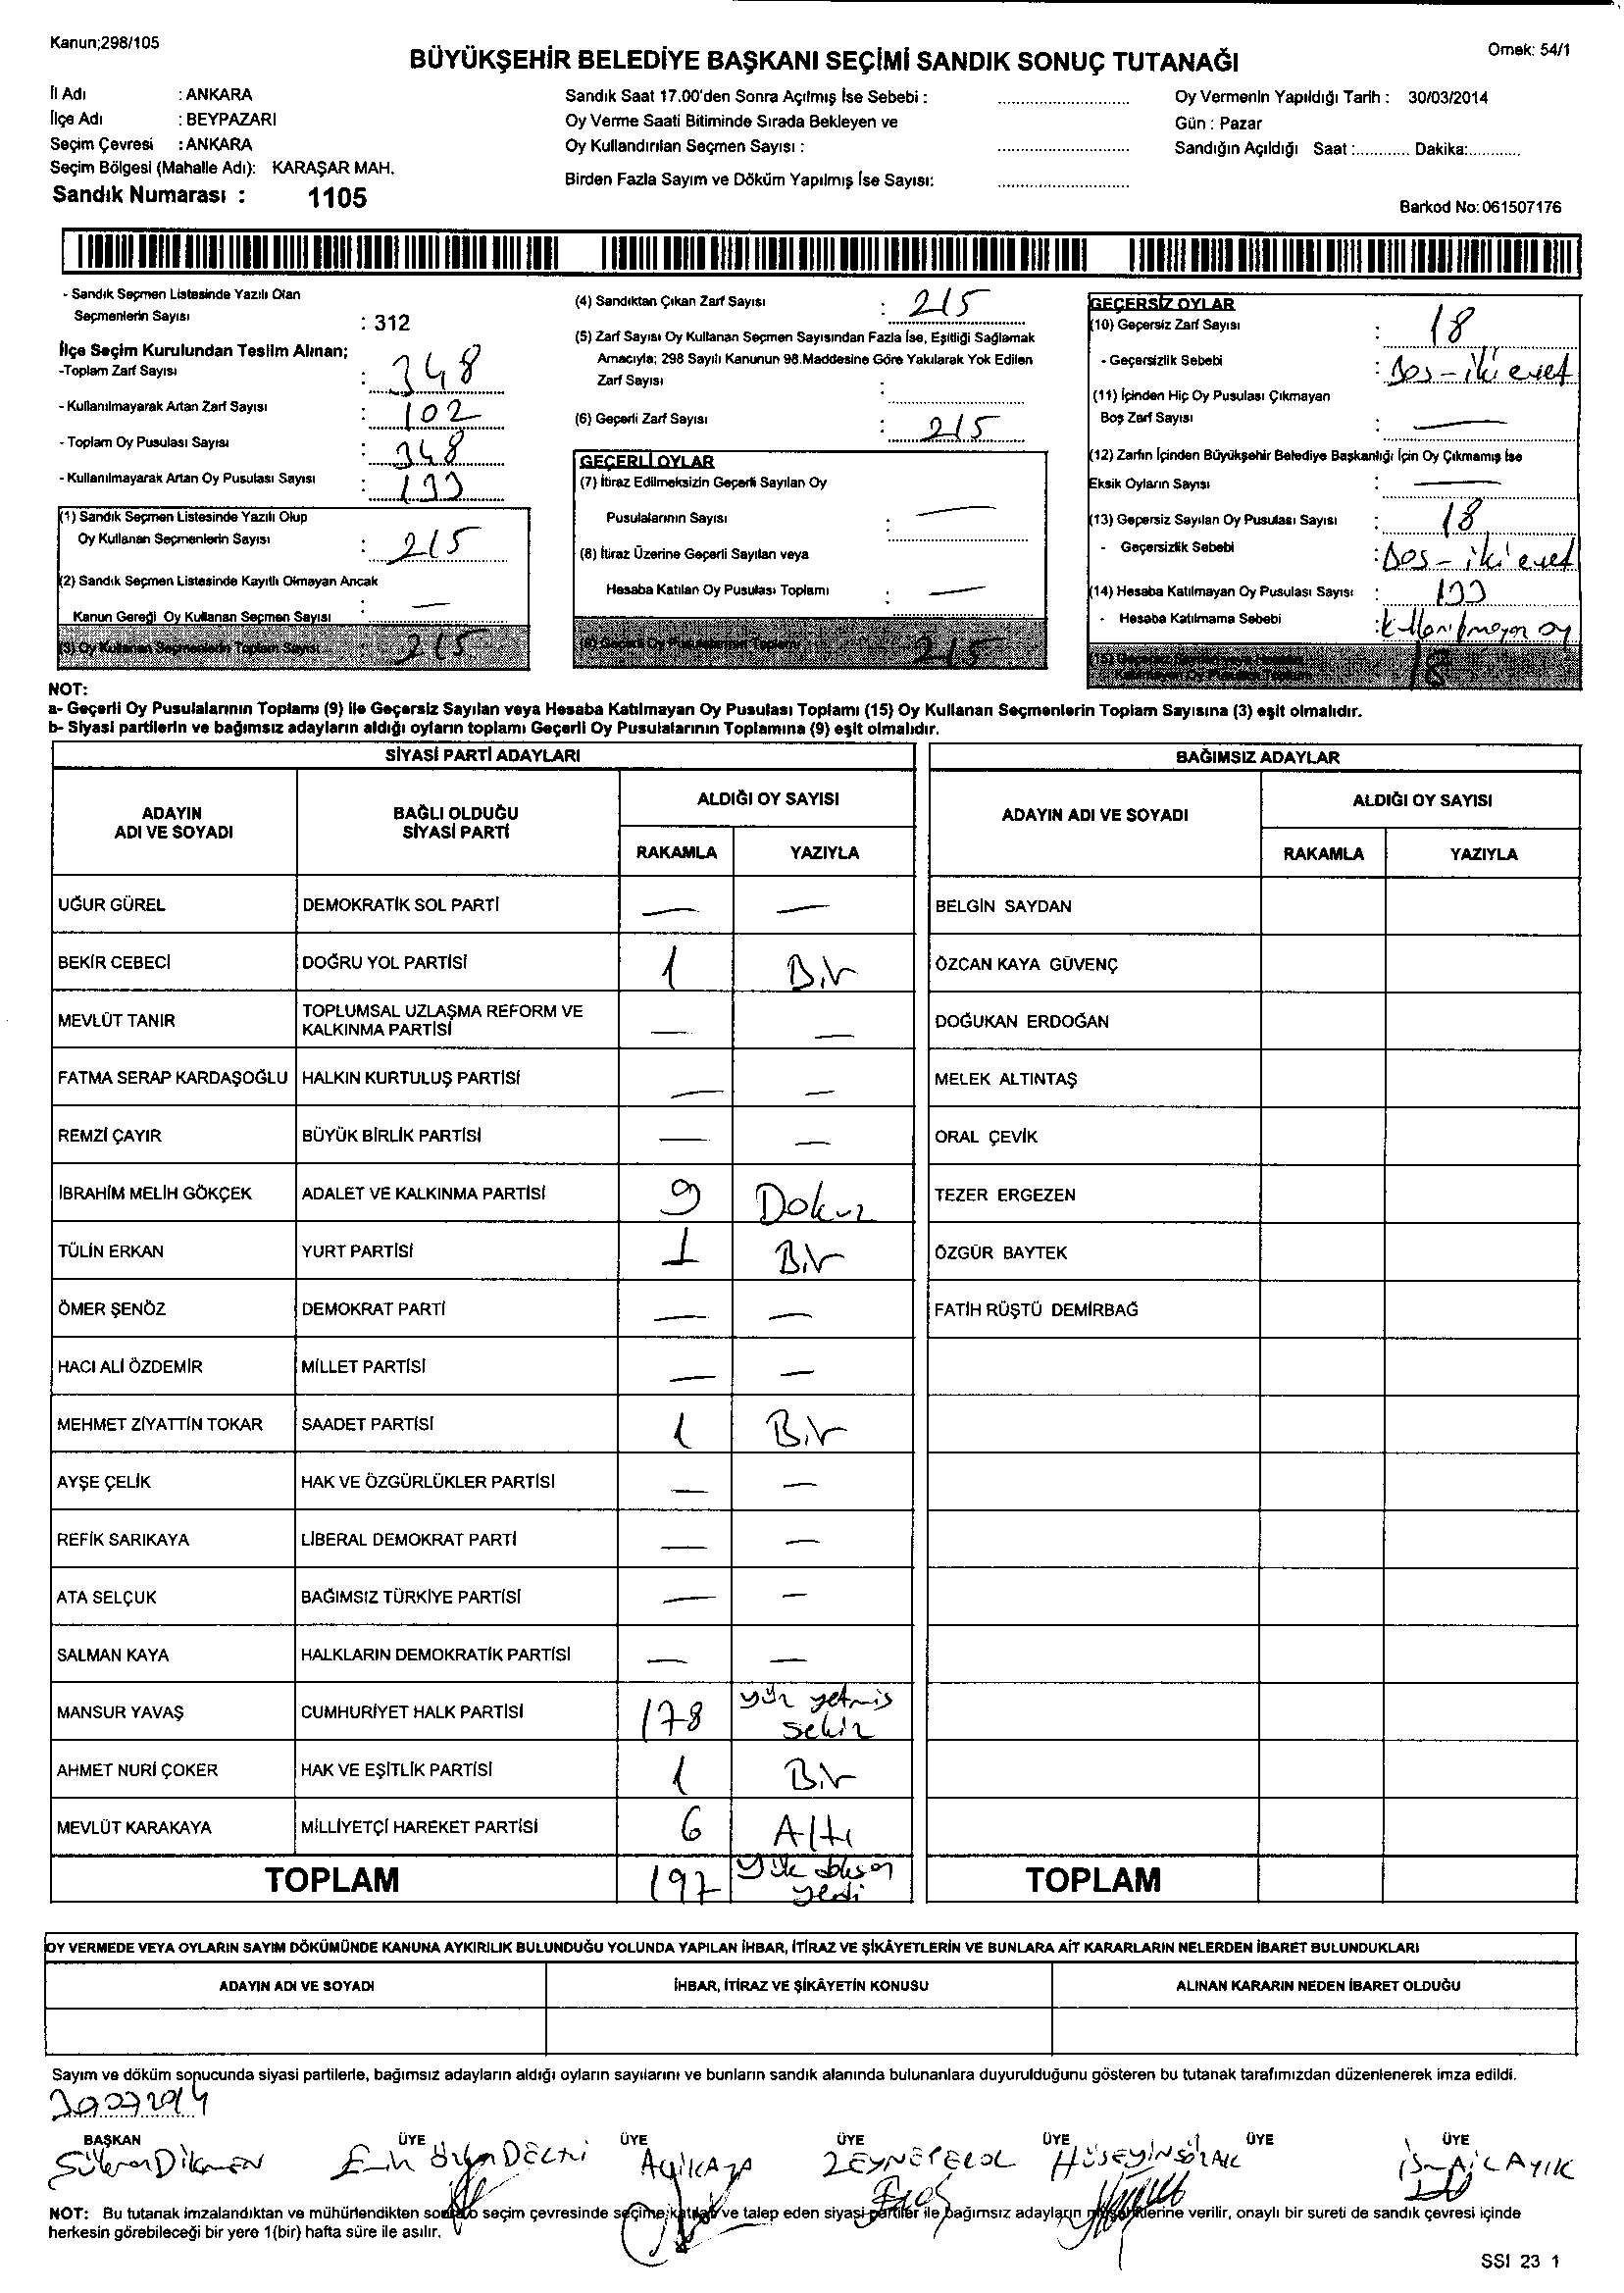 Kanun;298/105
Örnek: 54/1
BÜYÜKŞEHİR BELEDİYE BAŞKANI SEÇİMİ SANDIK SONUÇ TUTANAĞI
İl Adı : ANKARA
İlçe Adı : BEYPAZARI
Seçim Çevresi : ANKARA
Seçim Bölgesi (Mahalle Adı): KARAŞAR MAH.
Sandık Numarası : 1105
Sandık Saat 17.00'den Sonra Açılmış İse Sebebi :
Oy Verme Saati Bitiminde Sırada Bekleyen ve
Oy Kullandırılan Seçmen Sayısı :
Birden Fazla Sayım ve Döküm Yapılmış İse Sayısı:
Oy Vermenin Yapıldığı Tarih : 30/03/2014
Gün : Pazar
Sandığın Açıldığı Saat :............ Dakika:............
Barkod No: 061507176
- Sandık Seçmen Listesinde Yazılı Olan
Seçmenlerin Sayısı : 312
İlçe Seçim Kurulundan Teslim Alınan;
-Toplam Zarf Sayısı : 348
- Kullanılmayarak Artan Zarf Sayısı : 102
- Toplam Oy Pusulası Sayısı : 348
- Kullanılmayarak Artan Oy Pusulası Sayısı : 133
(1) Sandık Seçmen Listesinde Yazılı Olup
Oy Kullanan Seçmenlerin Sayısı : 215
(2) Sandık Seçmen Listesinde Kayıtlı Olmayan Ancak
Kanun Gereği Oy Kullanan Seçmen Sayısı : —
(3) Oy Kullanan Seçmenlerin Toplam Sayısı : 215
(4) Sandıktan Çıkan Zarf Sayısı : 215
(5) Zarf Sayısı Oy Kullanan Seçmen Sayısından Fazla İse, Eşitliği Sağlamak
Amacıyla; 298 Sayılı Kanunun 98.Maddesine Göre Yakılarak Yok Edilen
Zarf Sayısı :
(6) Geçerli Zarf Sayısı : 215
GEÇERLİ OYLAR
(7) İtiraz Edilmeksizin Geçerli Sayılan Oy
Pusulalarının Sayısı : —
(8) İtiraz Üzerine Geçerli Sayılan veya
Hesaba Katılan Oy Pusulası Toplamı : —
(9) Geçerli Oy Pusulalarının Toplamı : 215
GEÇERSİZ OYLAR
(10) Geçersiz Zarf Sayısı : 18
- Geçersizlik Sebebi : Boş - iki evet
(11) İçinden Hiç Oy Pusulası Çıkmayan
Boş Zarf Sayısı : —
(12) Zarfın İçinden Büyükşehir Belediye Başkanlığı İçin Oy Çıkmamış İse
Eksik Oyların Sayısı : —
(13) Geçersiz Sayılan Oy Pusulası Sayısı : 18
- Geçersizlik Sebebi : Boş - iki evet
(14) Hesaba Katılmayan Oy Pusulası Sayısı : 133
- Hesaba Katılmama Sebebi : kullanılmayan oy
18
NOT:
a- Geçerli Oy Pusulalarının Toplamı (9) ile Geçersiz Sayılan veya Hesaba Katılmayan Oy Pusulası Toplamı (15) Oy Kullanan Seçmenlerin Toplam Sayısına (3) eşit olmalıdır.
b- Siyasi partilerin ve bağımsız adayların aldığı oyların toplamı Geçerli Oy Pusulalarının Toplamına (9) eşit olmalıdır.
SİYASİ PARTİ ADAYLARI
ADAYIN ADI VE SOYADI BAĞLI OLDUĞU SİYASİ PARTİ ALDIĞI OY SAYISI
RAKAMLA YAZIYLA
UĞUR GÜREL DEMOKRATİK SOL PARTİ — —
BEKİR CEBECİ DOĞRU YOL PARTİSİ 1 Bir
MEVLÜT TANIR TOPLUMSAL UZLAŞMA REFORM VE KALKINMA PARTİSİ — —
FATMA SERAP KARDAŞOĞLU HALKIN KURTULUŞ PARTİSİ — —
REMZİ ÇAYIR BÜYÜK BİRLİK PARTİSİ — —
İBRAHİM MELİH GÖKÇEK ADALET VE KALKINMA PARTİSİ 9 Dokuz
TÜLİN ERKAN YURT PARTİSİ 1 Bir
ÖMER ŞENÖZ DEMOKRAT PARTİ — —
HACI ALİ ÖZDEMİR MİLLET PARTİSİ — —
MEHMET ZİYATTİN TOKAR SAADET PARTİSİ 1 Bir
AYŞE ÇELİK HAK VE ÖZGÜRLÜKLER PARTİSİ — —
REFİK SARIKAYA LİBERAL DEMOKRAT PARTİ — —
ATA SELÇUK BAĞIMSIZ TÜRKİYE PARTİSİ — —
SALMAN KAYA HALKLARIN DEMOKRATİK PARTİSİ — —
MANSUR YAVAŞ CUMHURİYET HALK PARTİSİ 178 yüz yetmiş sekiz
AHMET NURİ ÇOKER HAK VE EŞİTLİK PARTİSİ 1 Bir
MEVLÜT KARAKAYA MİLLİYETÇİ HAREKET PARTİSİ 6 Altı
TOPLAM 197 yüz doksan yedi
BAĞIMSIZ ADAYLAR
ADAYIN ADI VE SOYADI ALDIĞI OY SAYISI
RAKAMLA YAZIYLA
BELGİN SAYDAN
ÖZCAN KAYA GÜVENÇ
DOĞUKAN ERDOĞAN
MELEK ALTINTAŞ
ORAL ÇEVİK
TEZER ERGEZEN
ÖZGÜR BAYTEK
FATİH RÜŞTÜ DEMİRBAĞ
TOPLAM
OY VERMEDE VEYA OYLARIN SAYIM DÖKÜMÜNDE KANUNA AYKIRILIK BULUNDUĞU YOLUNDA YAPILAN İHBAR, İTİRAZ VE ŞİKÂYETLERİN VE BUNLARA AİT KARARLARIN NELERDEN İBARET BULUNDUKLARI
ADAYIN ADI VE SOYADI İHBAR, İTİRAZ VE ŞİKÂYETİN KONUSU ALINAN KARARIN NEDEN İBARET OLDUĞU
Sayım ve döküm sonucunda siyasi partilerle, bağımsız adayların aldığı oyların sayılarını ve bunların sandık alanında bulunanlara duyurulduğunu gösteren bu tutanak tarafımızdan düzenlenerek imza edildi.
30032014
BAŞKAN ÜYE ÜYE ÜYE ÜYE ÜYE ÜYE
ZEYNEP EROL HÜSEYİN İSMAİL AYIK
NOT: Bu tutanak imzalandıktan ve mühürlendikten sonra seçim çevresinde seçime katılan ve talep eden siyasi partiler ile bağımsız adayların müşahitlerine verilir, onaylı bir sureti de sandık çevresi içinde
herkesin görebileceği bir yere 1(bir) hafta süre ile asılır.
SSI 23 1